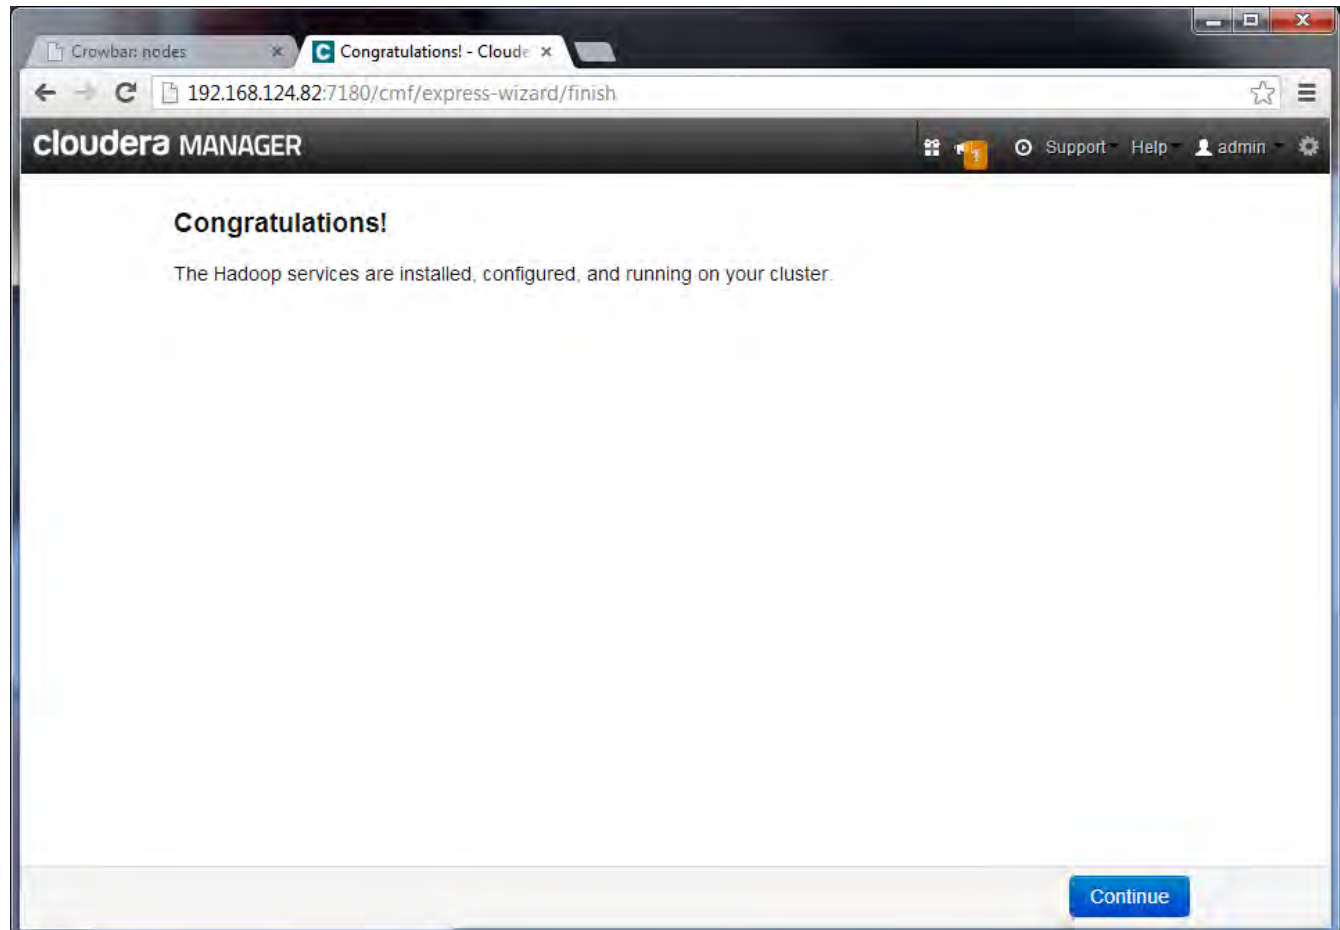 Crowbar: nodes
Congratulations! - Cloude
192.168.124.82:7180/cmf/express-wizard/finish
cloudera MANAGER
1
Support
Help
admin
Congratulations!
The Hadoop services are installed, configured, and running on your cluster.
Continue